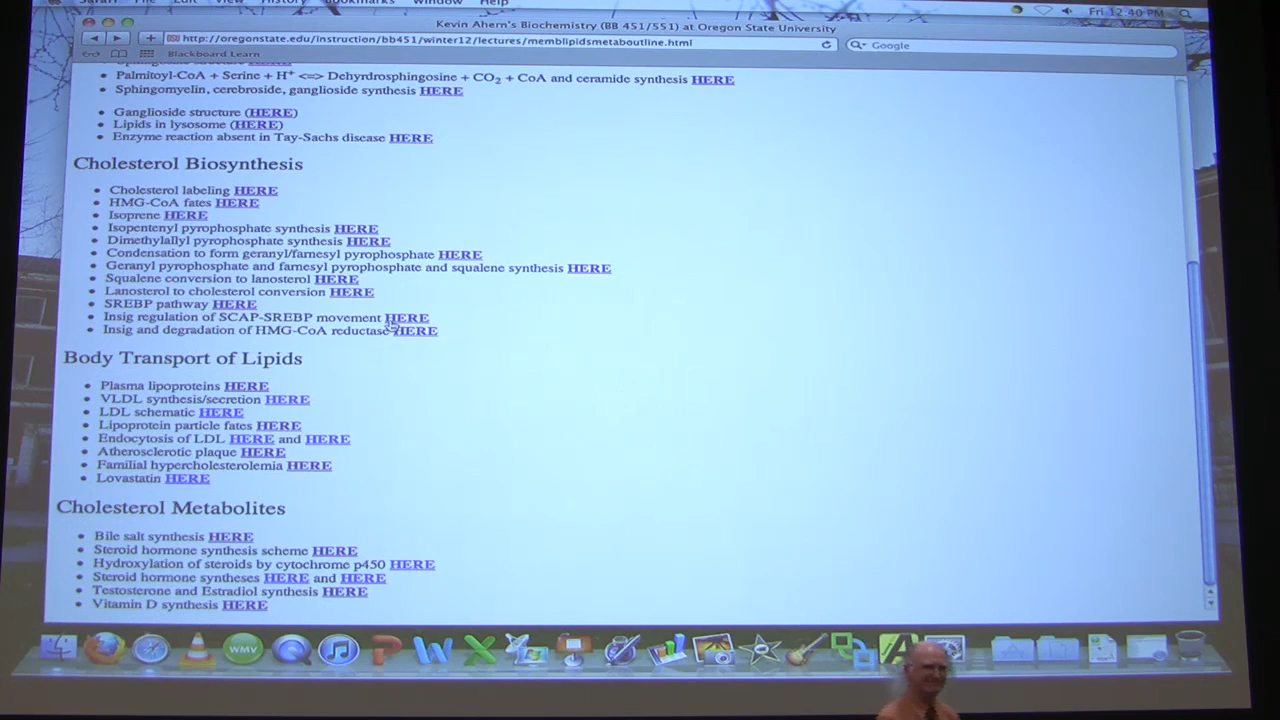 Safari File Edit View History Bookmarks Window Help
Fri 12:40 PM
Kevin Ahern's Biochemistry (BB 451/551) at Oregon State University
http://oregonstate.edu/instruction/bb451/winter12/lectures/memblipidsmetaboutline.html
Google
Blackboard Learn
Palmitoyl-CoA + Serine + H+ <=> Dehydrosphingosine + CO2 + CoA and ceramide synthesis HERE
Sphingomyelin, cerebroside, ganglioside synthesis HERE
Ganglioside structure (HERE)
Lipids in lysosome (HERE)
Enzyme reaction absent in Tay-Sachs disease HERE
Cholesterol Biosynthesis
Cholesterol labeling HERE
HMG-CoA fates HERE
Isoprene HERE
Isopentenyl pyrophosphate synthesis HERE
Dimethylallyl pyrophosphate synthesis HERE
Condensation to form geranyl/farnesyl pyrophosphate HERE
Geranyl pyrophosphate and farnesyl pyrophosphate and squalene synthesis HERE
Squalene conversion to lanosterol HERE
Lanosterol to cholesterol conversion HERE
SREBP pathway HERE
Insig regulation of SCAP-SREBP movement HERE
Insig and degradation of HMG-CoA reductase HERE
Body Transport of Lipids
Plasma lipoproteins HERE
VLDL synthesis/secretion HERE
LDL schematic HERE
Lipoprotein particle fates HERE
Endocytosis of LDL HERE and HERE
Atherosclerotic plaque HERE
Familial hypercholesterolemia HERE
Lovastatin HERE
Cholesterol Metabolites
Bile salt synthesis HERE
Steroid hormone synthesis scheme HERE
Hydroxylation of steroids by cytochrome p450 HERE
Steroid hormone syntheses HERE and HERE
Testosterone and Estradiol synthesis HERE
Vitamin D synthesis HERE
WMV